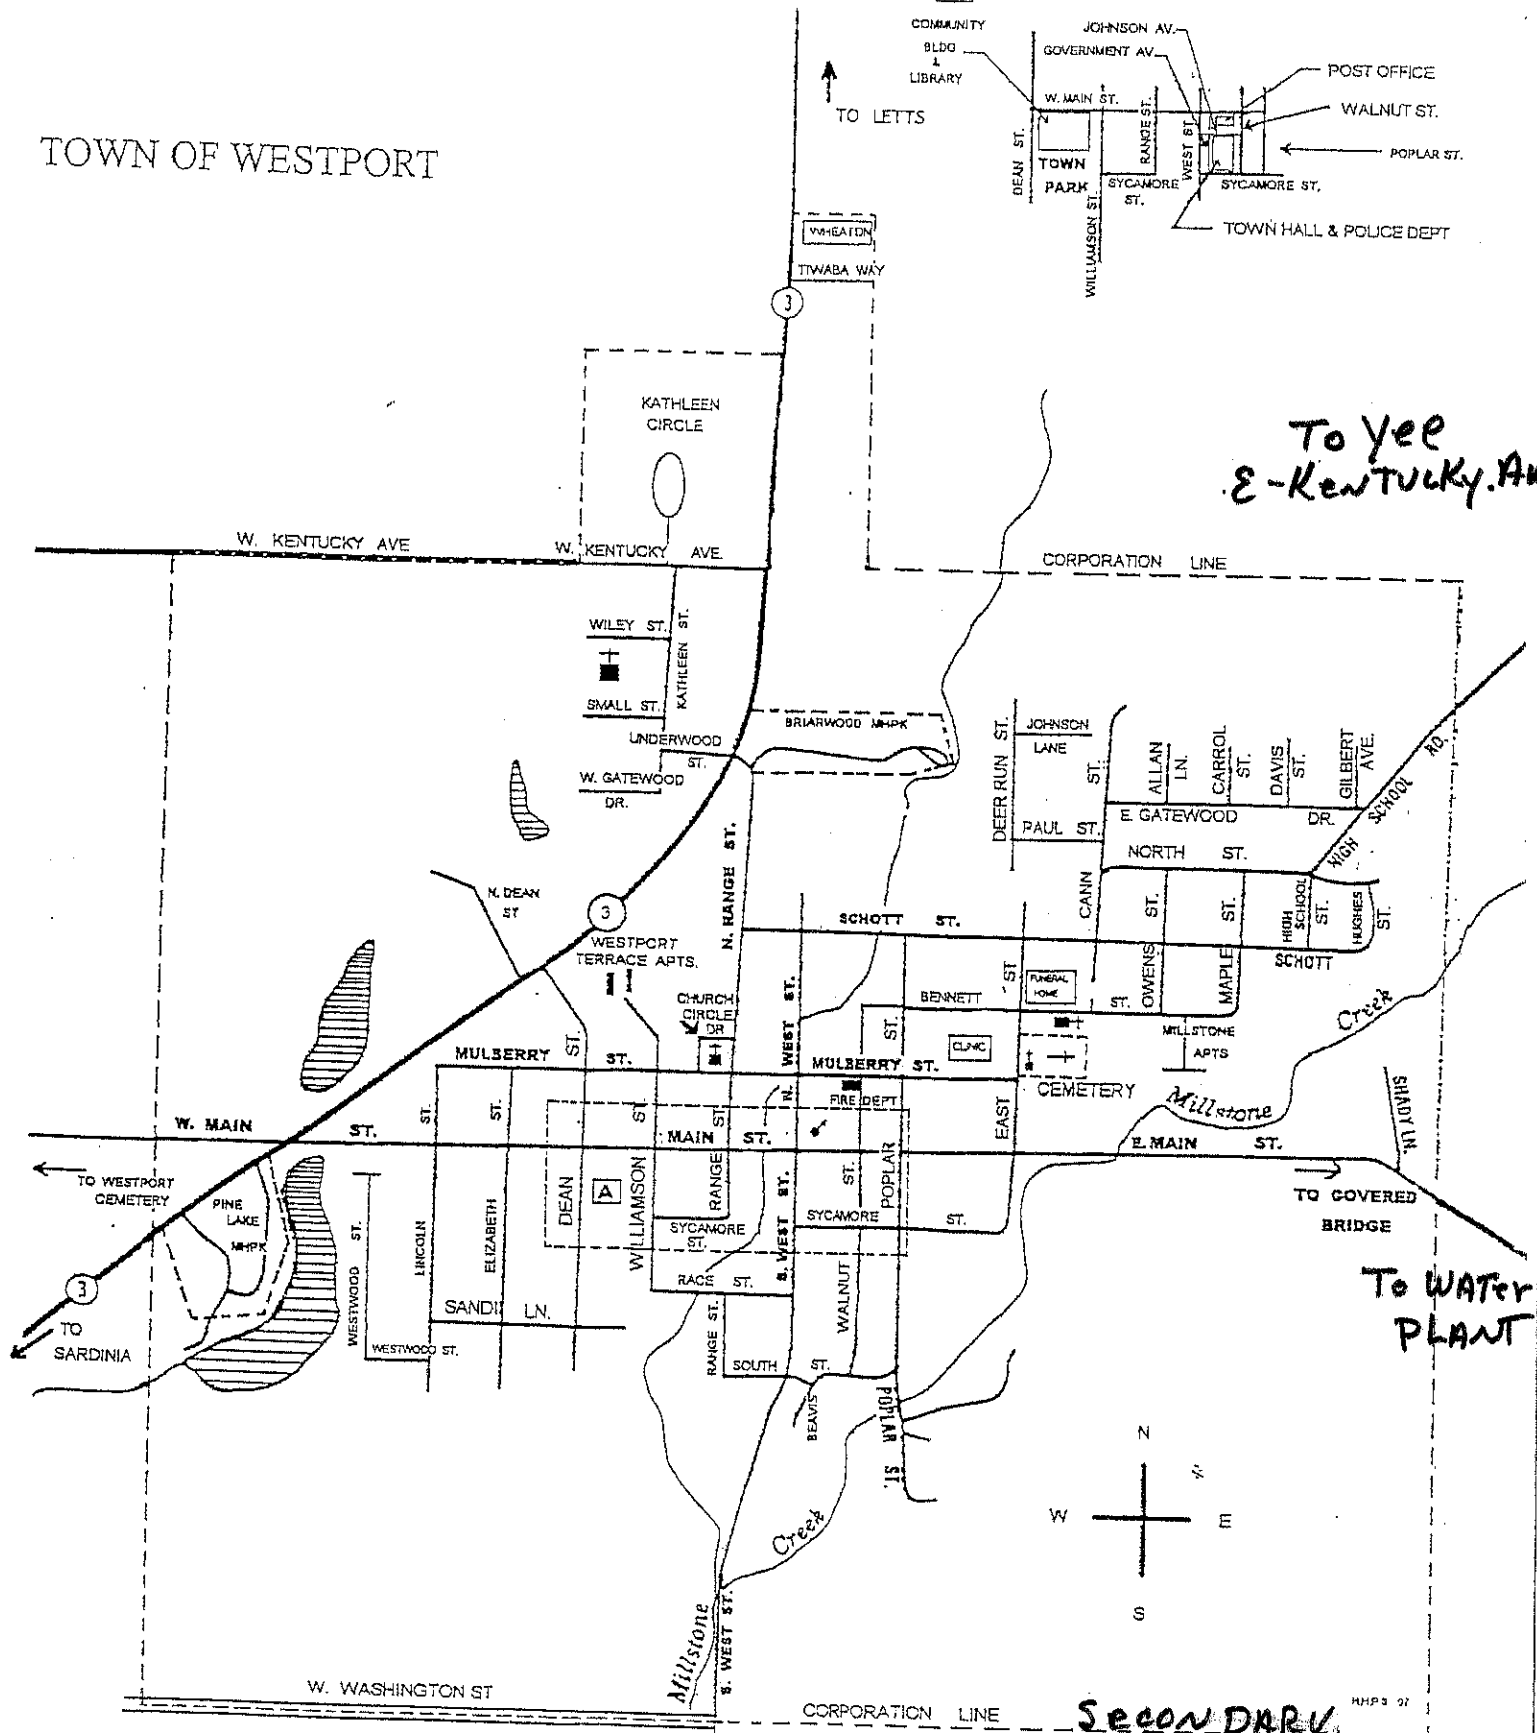 TOWN OF WESTPORT
COMMUNITY
BLDG
&
LIBRARY
JOHNSON AV.
GOVERNMENT AV.
POST OFFICE
WALNUT ST.
POPLAR ST.
W. MAIN ST.
DEAN ST.
TOWN
PARK
WILLIAMSON ST.
RANGE ST.
SYCAMORE
ST.
WEST ST.
SYCAMORE ST.
TOWN HALL & POLICE DEPT
TO LETTS
WHEATON
TIWABA WAY
3
KATHLEEN
CIRCLE
To Yee
E-KENTUCKY.
W. KENTUCKY AVE
W. KENTUCKY AVE.
CORPORATION LINE
WILEY ST.
KATHLEEN ST.
SMALL ST.
UNDERWOOD
ST.
W. GATEWOOD
DR.
BRIARWOOD MHPK
DEER RUN ST.
JOHNSON
LANE
PAUL ST.
CANN ST.
ALLAN
LN.
CARROL
ST.
DAVIS
ST.
GILBERT
AVE.
E. GATEWOOD DR.
HIGH SCHOOL RD.
NORTH ST.
N. DEAN
ST
3
WESTPORT
TERRACE APTS.
N. RANGE ST.
SCHOTT ST.
OWENS ST.
MAPLE ST.
HIGH
SCHOOL
ST.
HUGHES
ST.
SCHOTT
CHURCH
CIRCLE
DR
N. WEST ST.
BENNETT ST.
FUNERAL
HOME
CLINIC
MILLSTONE
APTS
Creek
MULBERRY ST.
MULBERRY ST.
FIRE DEPT
CEMETERY
Millstone
SHADY LN.
EAST ST
W. MAIN ST.
MAIN ST.
E. MAIN ST.
TO WESTPORT
CEMETERY
PINE
LAKE
MHPK
WESTWOOD ST.
LINCOLN ST.
ELIZABETH ST.
DEAN ST.
A
WILLIAMSON ST
RANGE ST
SYCAMORE
ST.
S. WEST ST.
WALNUT ST.
POPLAR ST.
SYCAMORE ST.
TO COVERED
BRIDGE
To WATER
PLANT
3
TO
SARDINIA
WESTWOOD ST.
SANDI LN.
RACE ST.
RANGE ST.
SOUTH ST.
BEAVIS
POPLAR ST.
N
W
E
S
Creek
Millstone
S. WEST ST.
W. WASHINGTON ST
CORPORATION LINE
SECONDARY